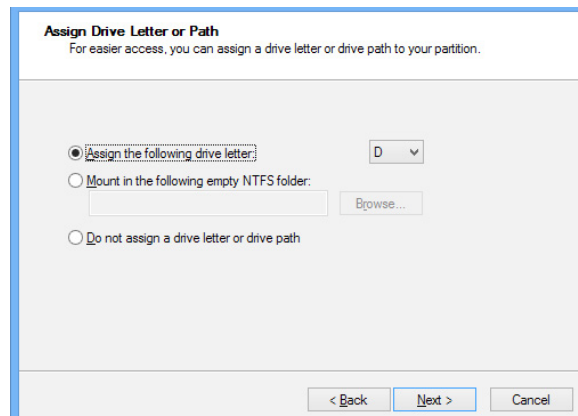 Assign Drive Letter or Path
For easier access, you can assign a drive letter or drive path to your partition.
Assign the following drive letter: D
Mount in the following empty NTFS folder:
Browse...
Do not assign a drive letter or drive path
< Back Next > Cancel